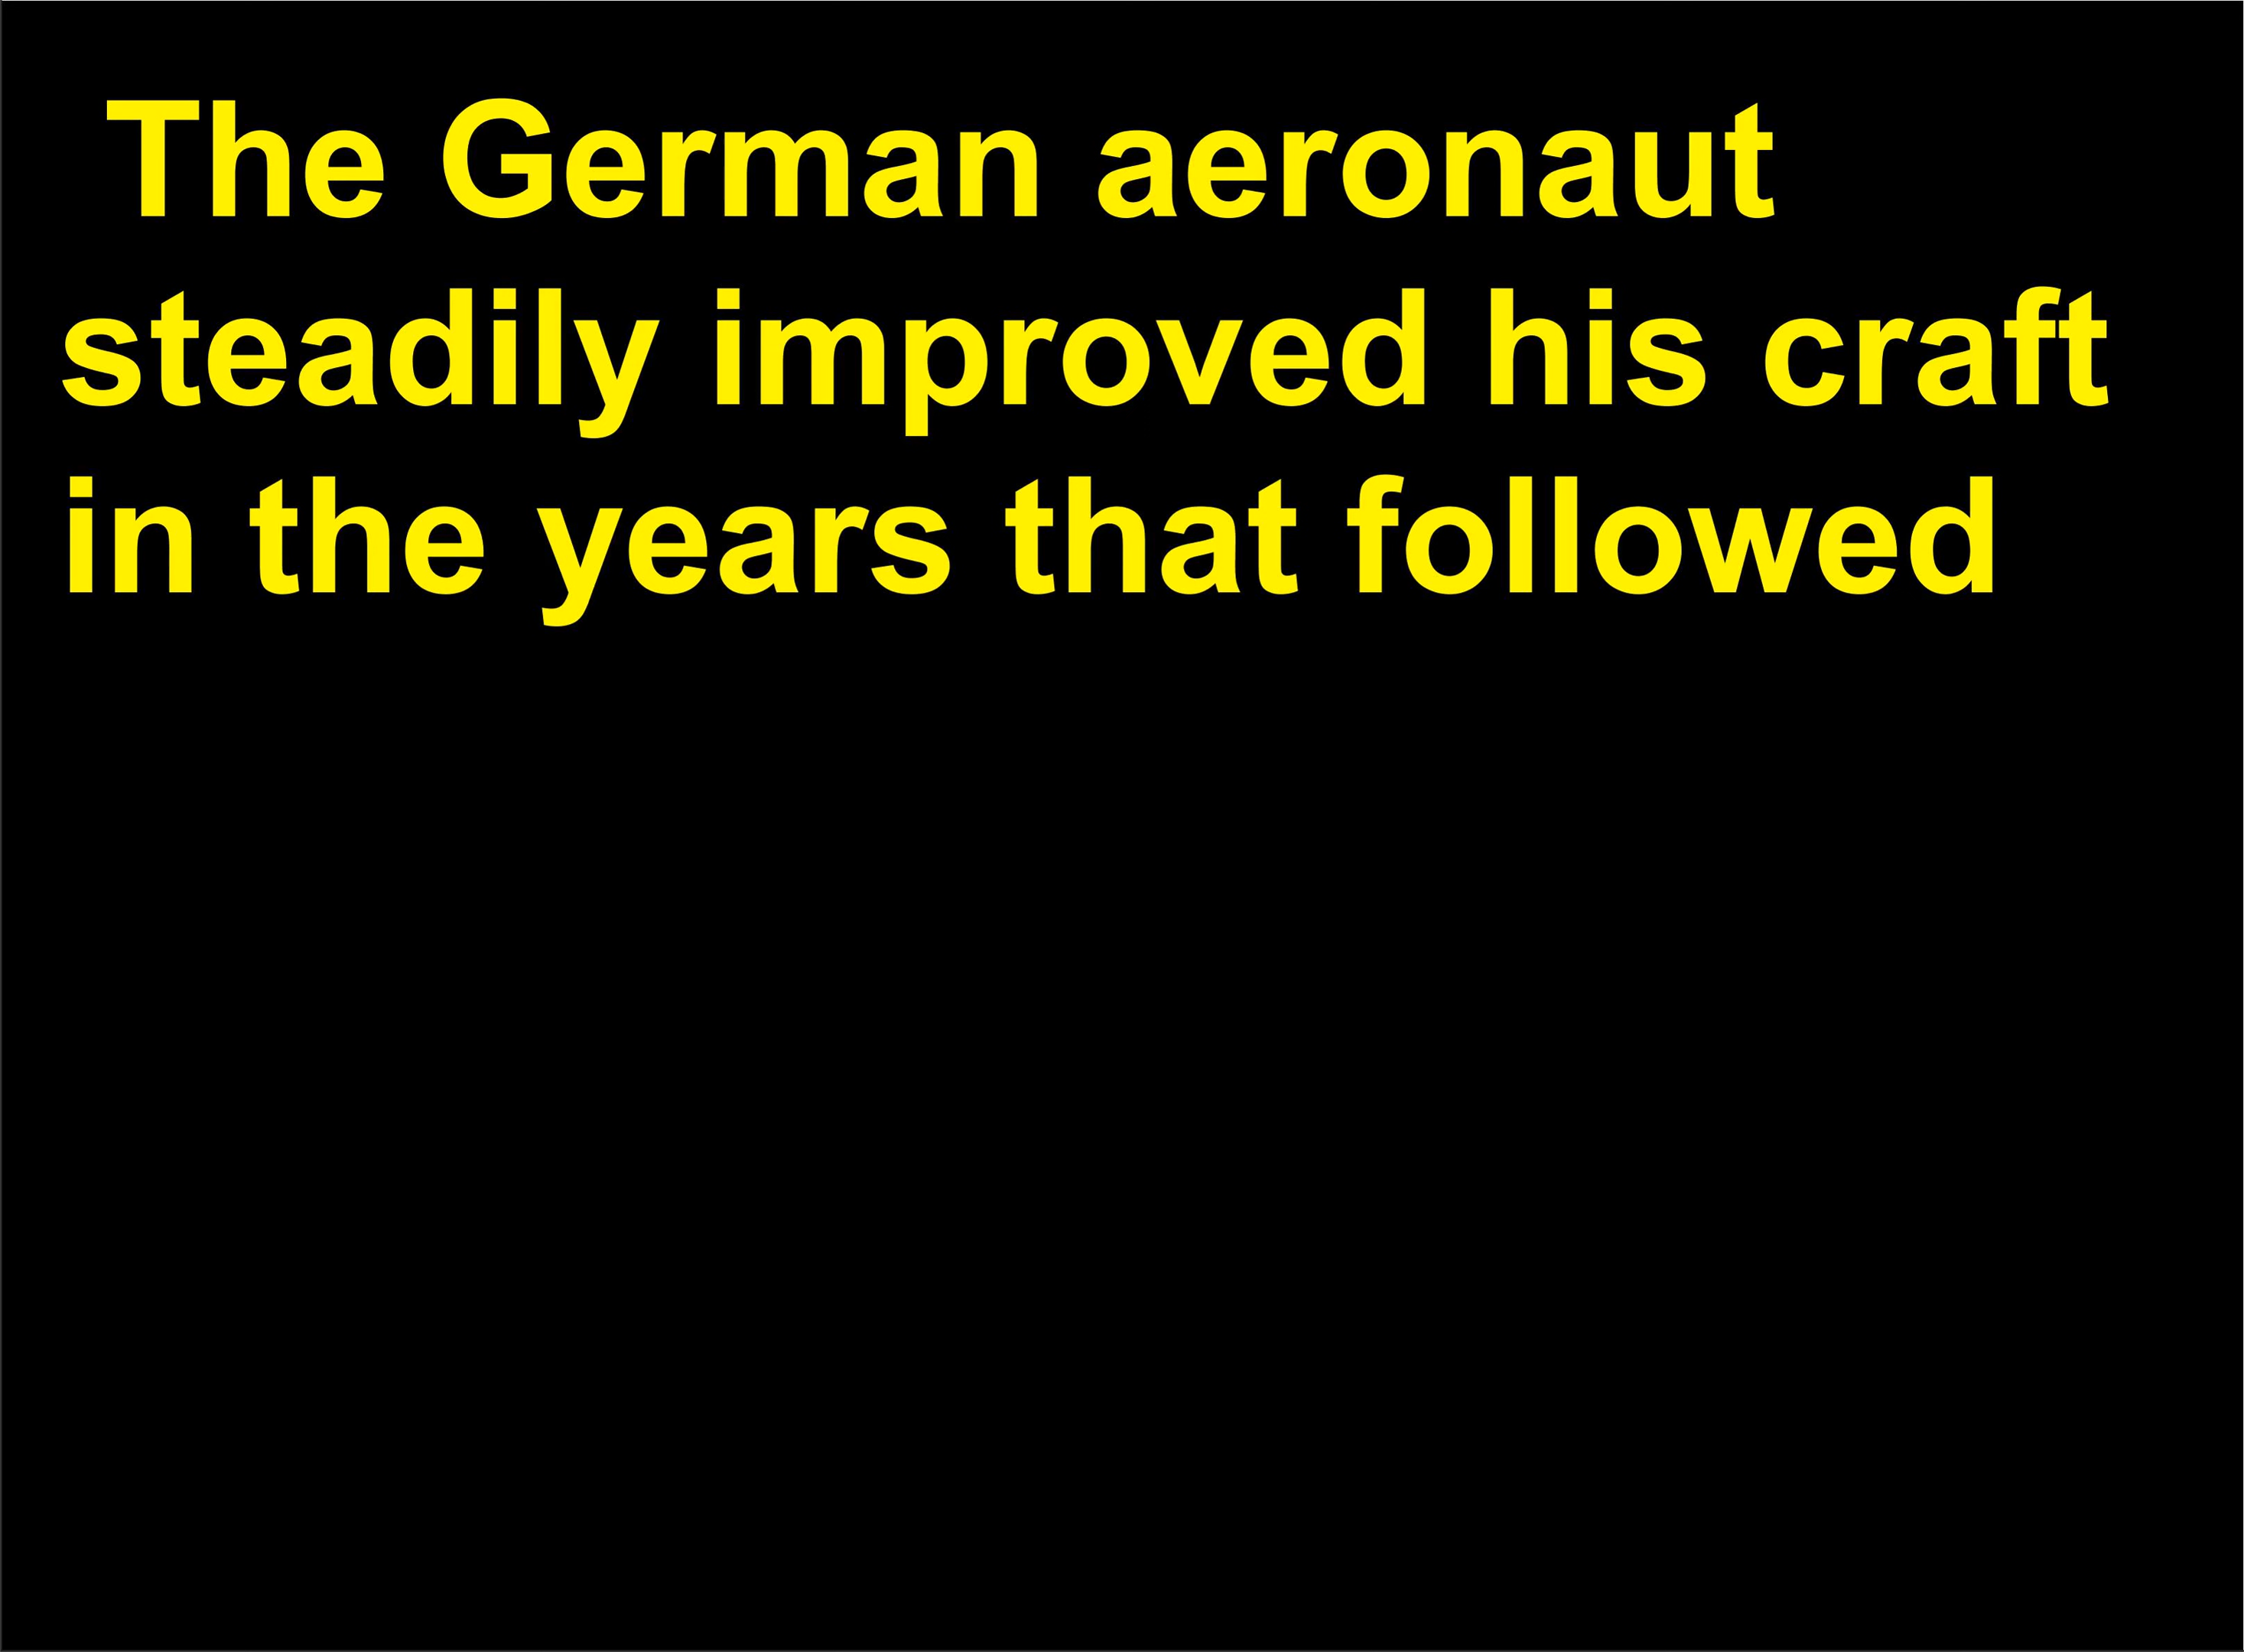 The German aeronaut
steadily improved his craft
in the years that followed